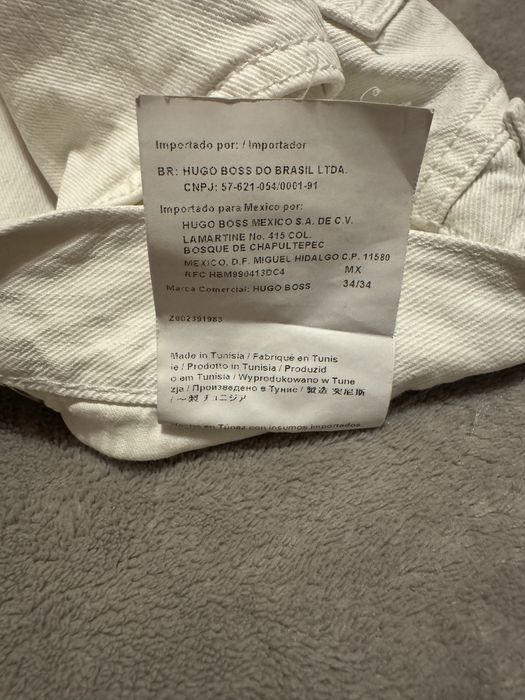 Importado por: / Importador
BR: HUGO BOSS DO BRASIL LTDA.
CNPJ: 57-621-054/0001-91
Importado para Mexico por:
HUGO BOSS MEXICO S.A. DE C.V.
LAMARTINE No. 415 COL.
BOSQUE DE CHAPULTEPEC
MEXICO, D.F. MIGUEL HIDALGO C.P. 11580
RFC HBM990413DC4 MX
Marca Comercial: HUGO BOSS 34/34
Z002391983
Made in Tunisia / Fabriqué en Tunis
ie / Prodotto in Tunisia / Produzid
o em Tunisia / Wyprodukowano w Tune
zja / Произведено в Тунис / 製造 突尼斯
/ ~製 チュニジア
Hecho en Túnez con insumos importados